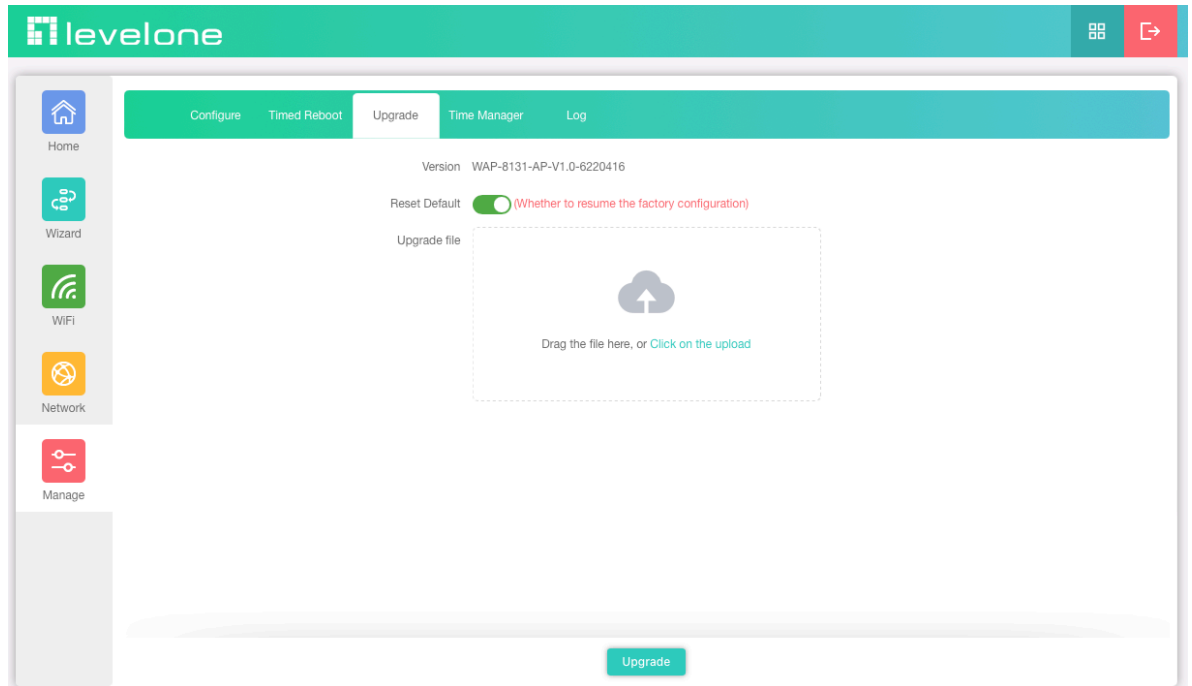 levelone
Configure Timed Reboot Upgrade Time Manager Log
Home
Version WAP-8131-AP-V1.0-6220416
Reset Default (Whether to resume the factory configuration)
Wizard
Upgrade file
WiFi
Drag the file here, or Click on the upload
Network
Manage
Upgrade